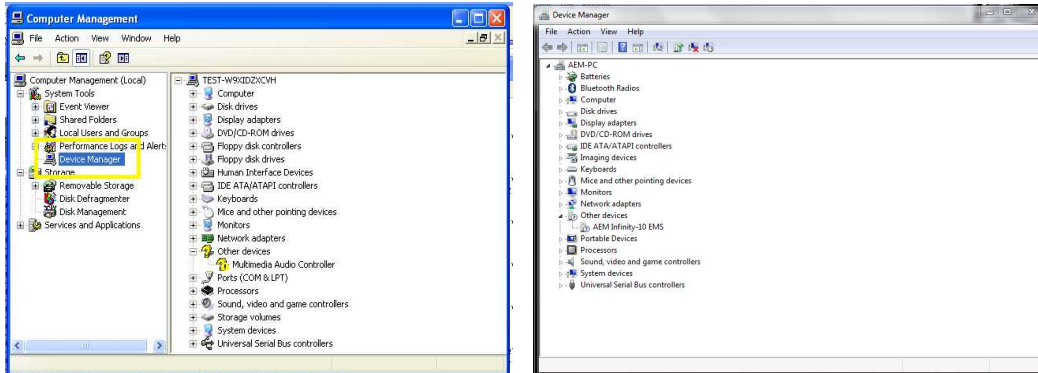 Computer Management
File Action View Window Help
Computer Management (Local)
System Tools
Event Viewer
Shared Folders
Local Users and Groups
Performance Logs and Alert:
Device Manager
Storage
Removable Storage
Disk Defragmenter
Disk Management
Services and Applications
TEST-W9XIDZXCVH
Computer
Disk drives
Display adapters
DVD/CD-ROM drives
Floppy disk controllers
Floppy disk drives
Human Interface Devices
IDE ATA/ATAPI controllers
Keyboards
Mice and other pointing devices
Monitors
Network adapters
Other devices
Multimedia Audio Controller
Ports (COM & LPT)
Processors
Sound, video and game controllers
Storage volumes
System devices
Universal Serial Bus controllers
Device Manager
File Action View Help
AEM-PC
Batteries
Bluetooth Radios
Computer
Disk drives
Display adapters
DVD/CD-ROM drives
IDE ATA/ATAPI controllers
Imaging devices
Keyboards
Mice and other pointing devices
Monitors
Network adapters
Other devices
AEM Infinity-10 EMS
Portable Devices
Processors
Sound, video and game controllers
System devices
Universal Serial Bus controllers